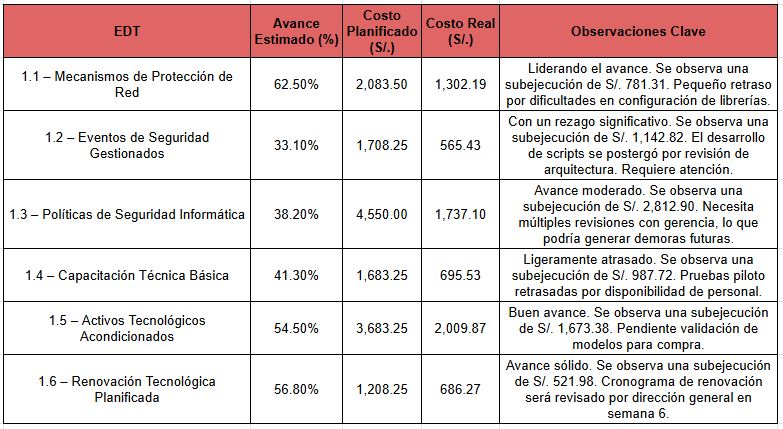 EDT
Avance
Estimado (%)
Costo
Planificado
(S/.)
Costo Real
(S/.)
Observaciones Clave
1.1 – Mecanismos de Protección de
Red
62.50%
2,083.50
1,302.19
Liderando el avance. Se observa una
subejecución de S/. 781.31. Pequeño retraso
por dificultades en configuración de librerías.
1.2 – Eventos de Seguridad
Gestionados
33.10%
1,708.25
565.43
Con un rezago significativo. Se observa una
subejecución de S/. 1,142.82. El desarrollo
de scripts se postergó por revisión de
arquitectura. Requiere atención.
1.3 – Políticas de Seguridad Informática
38.20%
4,550.00
1,737.10
Avance moderado. Se observa una
subejecución de S/. 2,812.90. Necesita
múltiples revisiones con gerencia, lo que
podría generar demoras futuras.
1.4 – Capacitación Técnica Básica
41.30%
1,683.25
695.53
Ligeramente atrasado. Se observa una
subejecución de S/. 987.72. Pruebas piloto
retrasadas por disponibilidad de personal.
1.5 – Activos Tecnológicos
Acondicionados
54.50%
3,683.25
2,009.87
Buen avance. Se observa una subejecución
de S/. 1,673.38. Pendiente validación de
modelos para compra.
1.6 – Renovación Tecnológica
Planificada
56.80%
1,208.25
686.27
Avance sólido. Se observa una subejecución
de S/. 521.98. Cronograma de renovación
será revisado por dirección general en
semana 6.